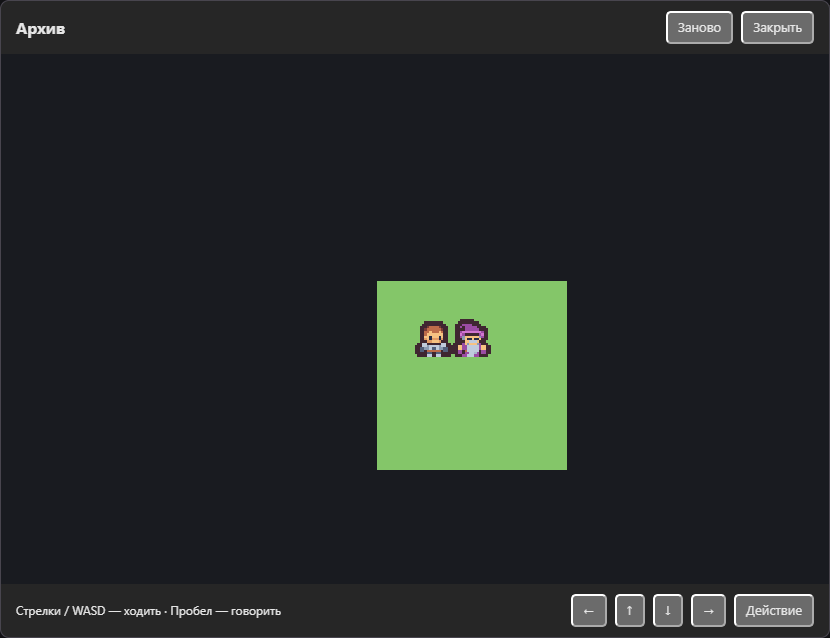 Архив
Заново
Закрыть
Стрелки / WASD — ходить · Пробел — говорить
← ↑ ↓ →
Действие